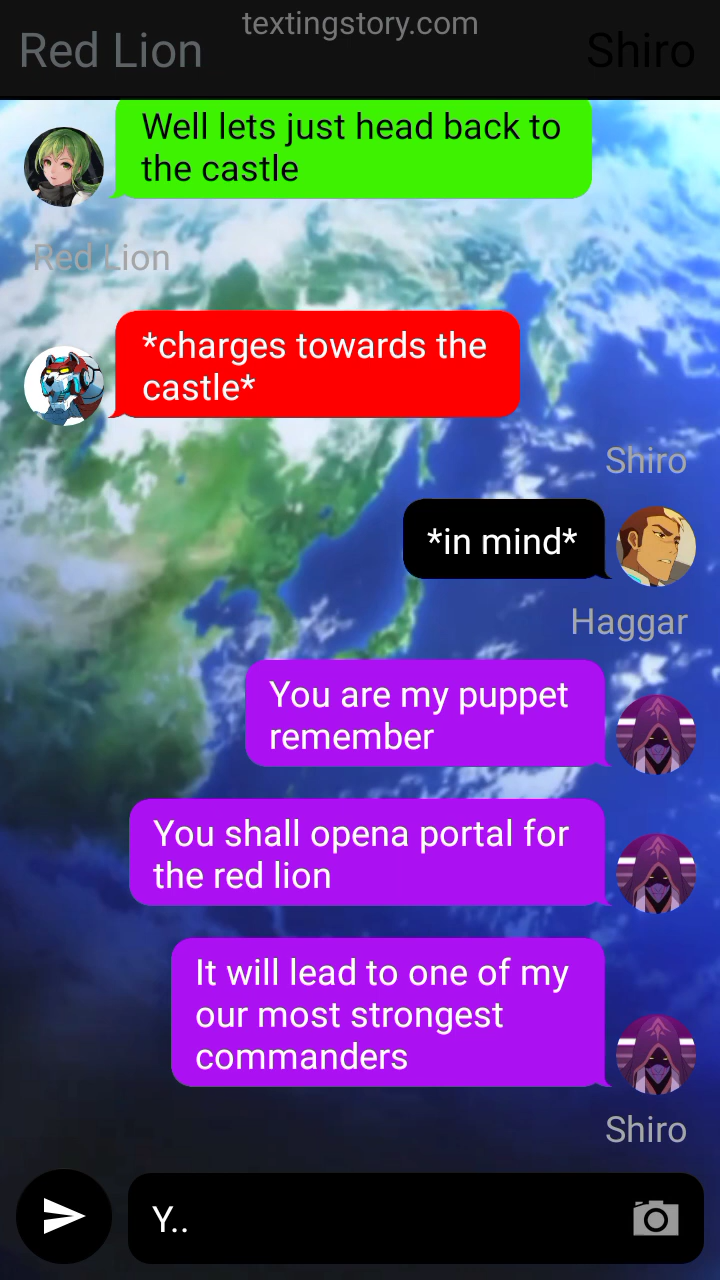 textingstory.com
Red Lion
Shiro
Well lets just head back to
the castle
Red Lion
*charges towards the
castle*
Shiro
*in mind*
Haggar
You are my puppet
remember
You shall opena portal for
the red lion
It will lead to one of my
our most strongest
commanders
Shiro
Y..